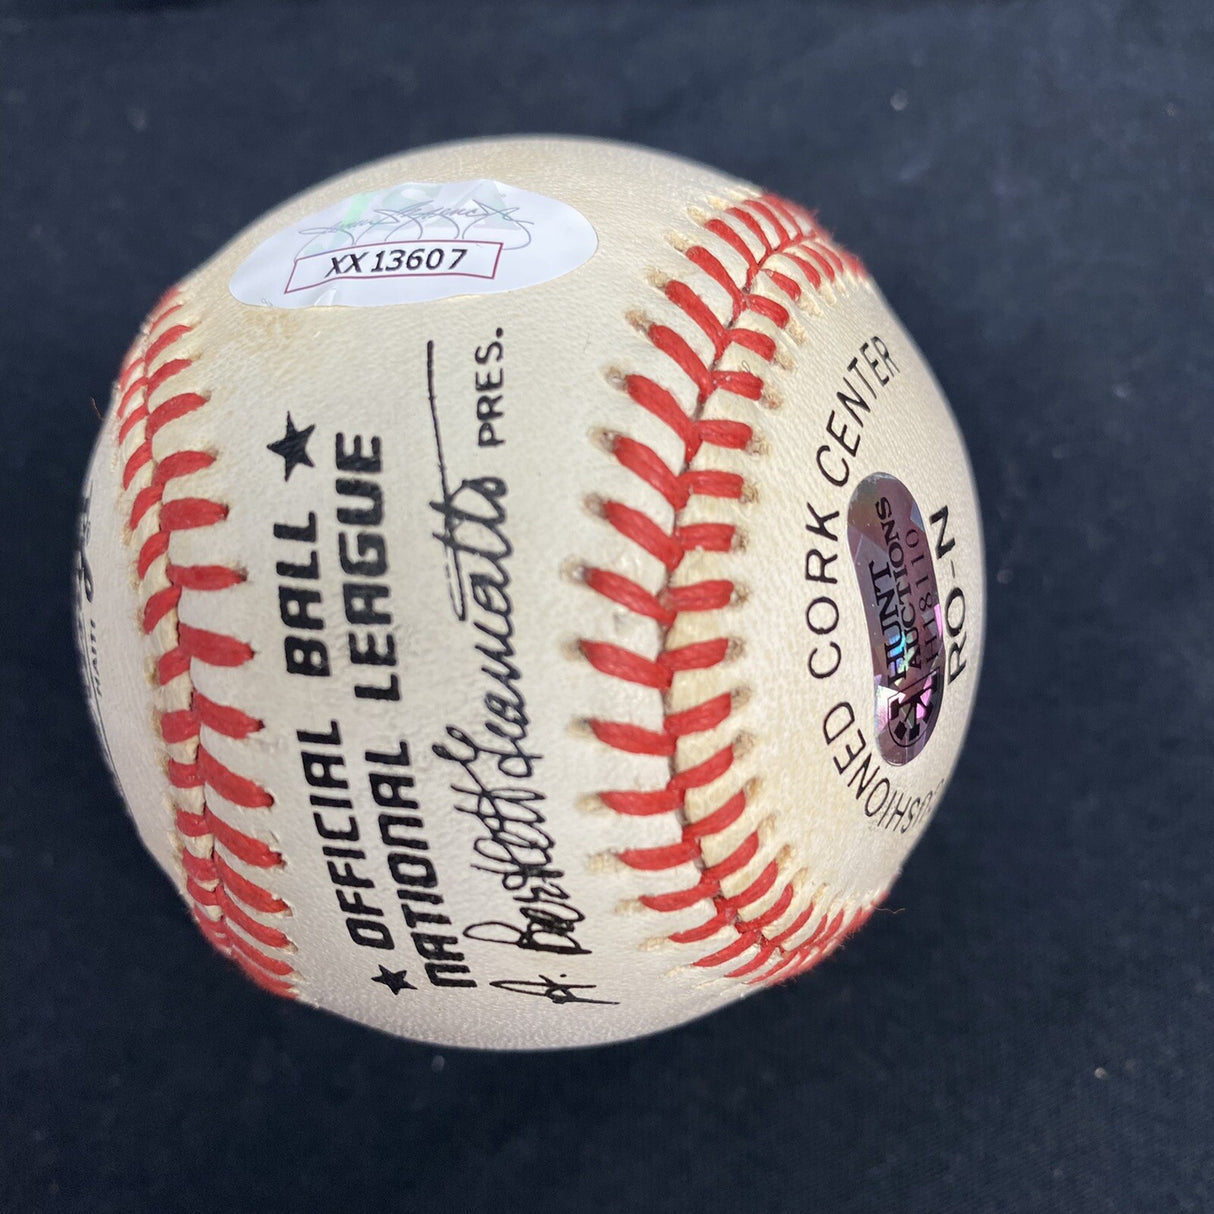 XX13607
OFFICIAL BALL
NATIONAL LEAGUE
A. Bartlett Giamatti PRES.
CUSHIONED CORK CENTER
RO-N
HUNT
AUCTIONS